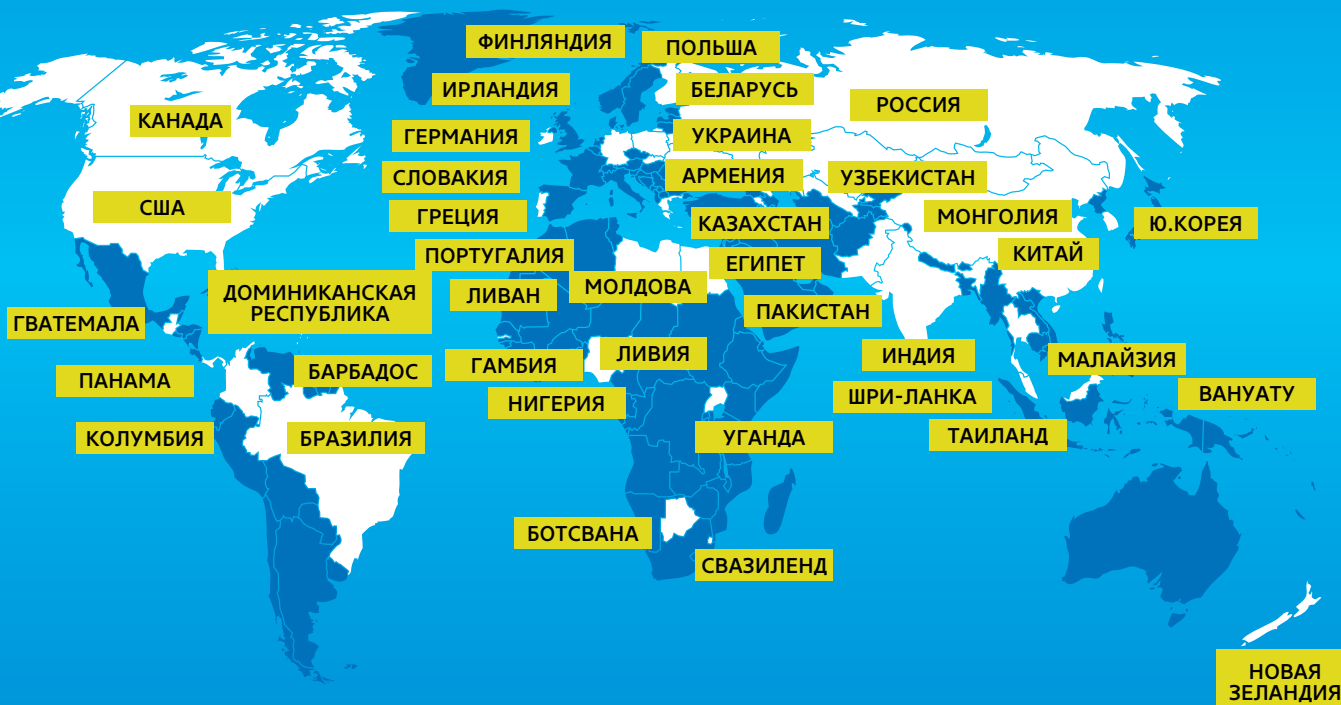 ФИНЛЯНДИЯ
ПОЛЬША
ИРЛАНДИЯ
БЕЛАРУСЬ
КАНАДА
РОССИЯ
ГЕРМАНИЯ
УКРАИНА
СЛОВАКИЯ
АРМЕНИЯ
УЗБЕКИСТАН
США
ГРЕЦИЯ
КАЗАХСТАН
МОНГОЛИЯ
Ю.КОРЕЯ
ПОРТУГАЛИЯ
ЕГИПЕТ
КИТАЙ
ДОМИНИКАНСКАЯ
РЕСПУБЛИКА
ЛИВАН
МОЛДОВА
ПАКИСТАН
ГВАТЕМАЛА
ГАМБИЯ
ЛИВИЯ
ИНДИЯ
МАЛАЙЗИЯ
ПАНАМА
БАРБАДОС
НИГЕРИЯ
ШРИ-ЛАНКА
ВАНУАТУ
КОЛУМБИЯ
БРАЗИЛИЯ
УГАНДА
ТАИЛАНД
БОТСВАНА
СВАЗИЛЕНД
НОВАЯ
ЗЕЛАНДИЯ